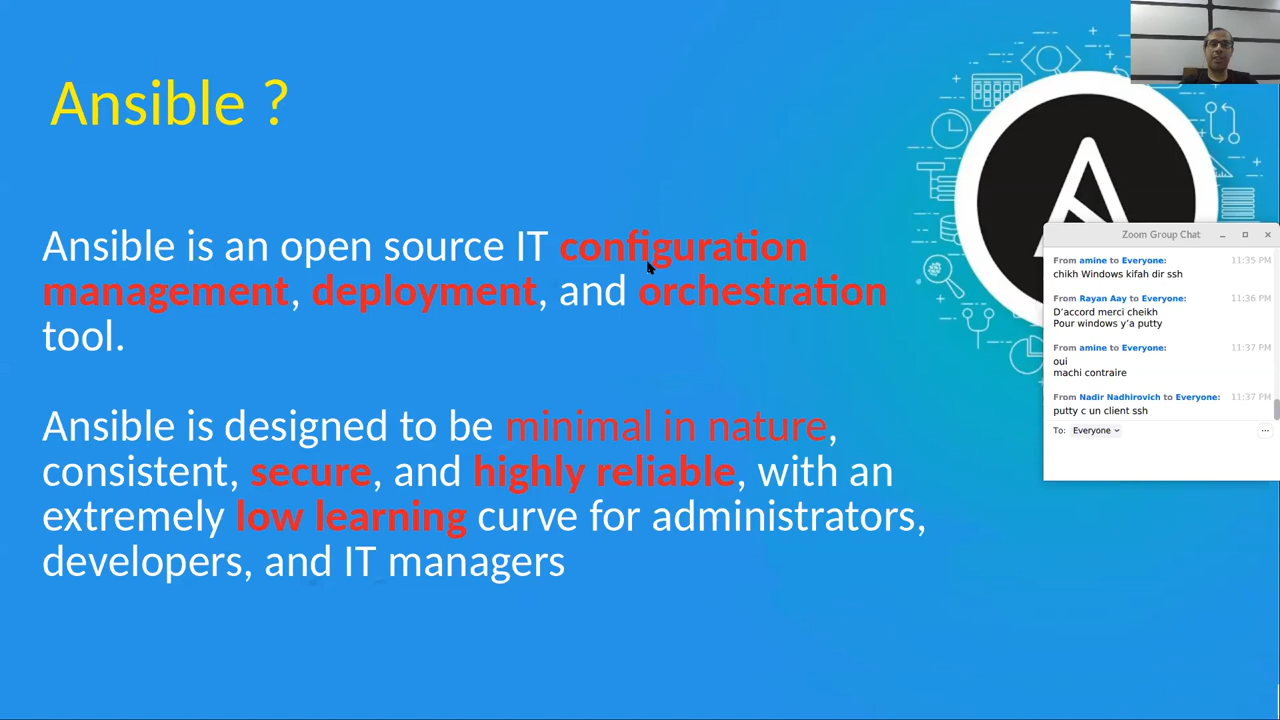 Ansible ?
Ansible is an open source IT configuration
management, deployment, and orchestration
tool.
Ansible is designed to be minimal in nature,
consistent, secure, and highly reliable, with an
extremely low learning curve for administrators,
developers, and IT managers
Zoom Group Chat
From amine to Everyone: 11:35 PM
chikh Windows kifah dir ssh
From Rayan Aay to Everyone: 11:36 PM
D'accord merci cheikh
Pour windows y'a putty
From amine to Everyone: 11:37 PM
oui
machi contraire
From Nadir Nadhirovich to Everyone: 11:37 PM
putty c un client ssh
To: Everyone